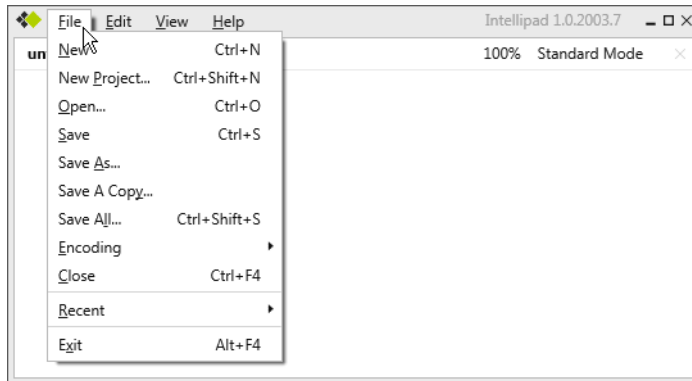 File Edit View Help Intellipad 1.0.2003.7
un 100% Standard Mode
New Ctrl+N
New Project... Ctrl+Shift+N
Open... Ctrl+O
Save Ctrl+S
Save As...
Save A Copy...
Save All... Ctrl+Shift+S
Encoding
Close Ctrl+F4
Recent
Exit Alt+F4